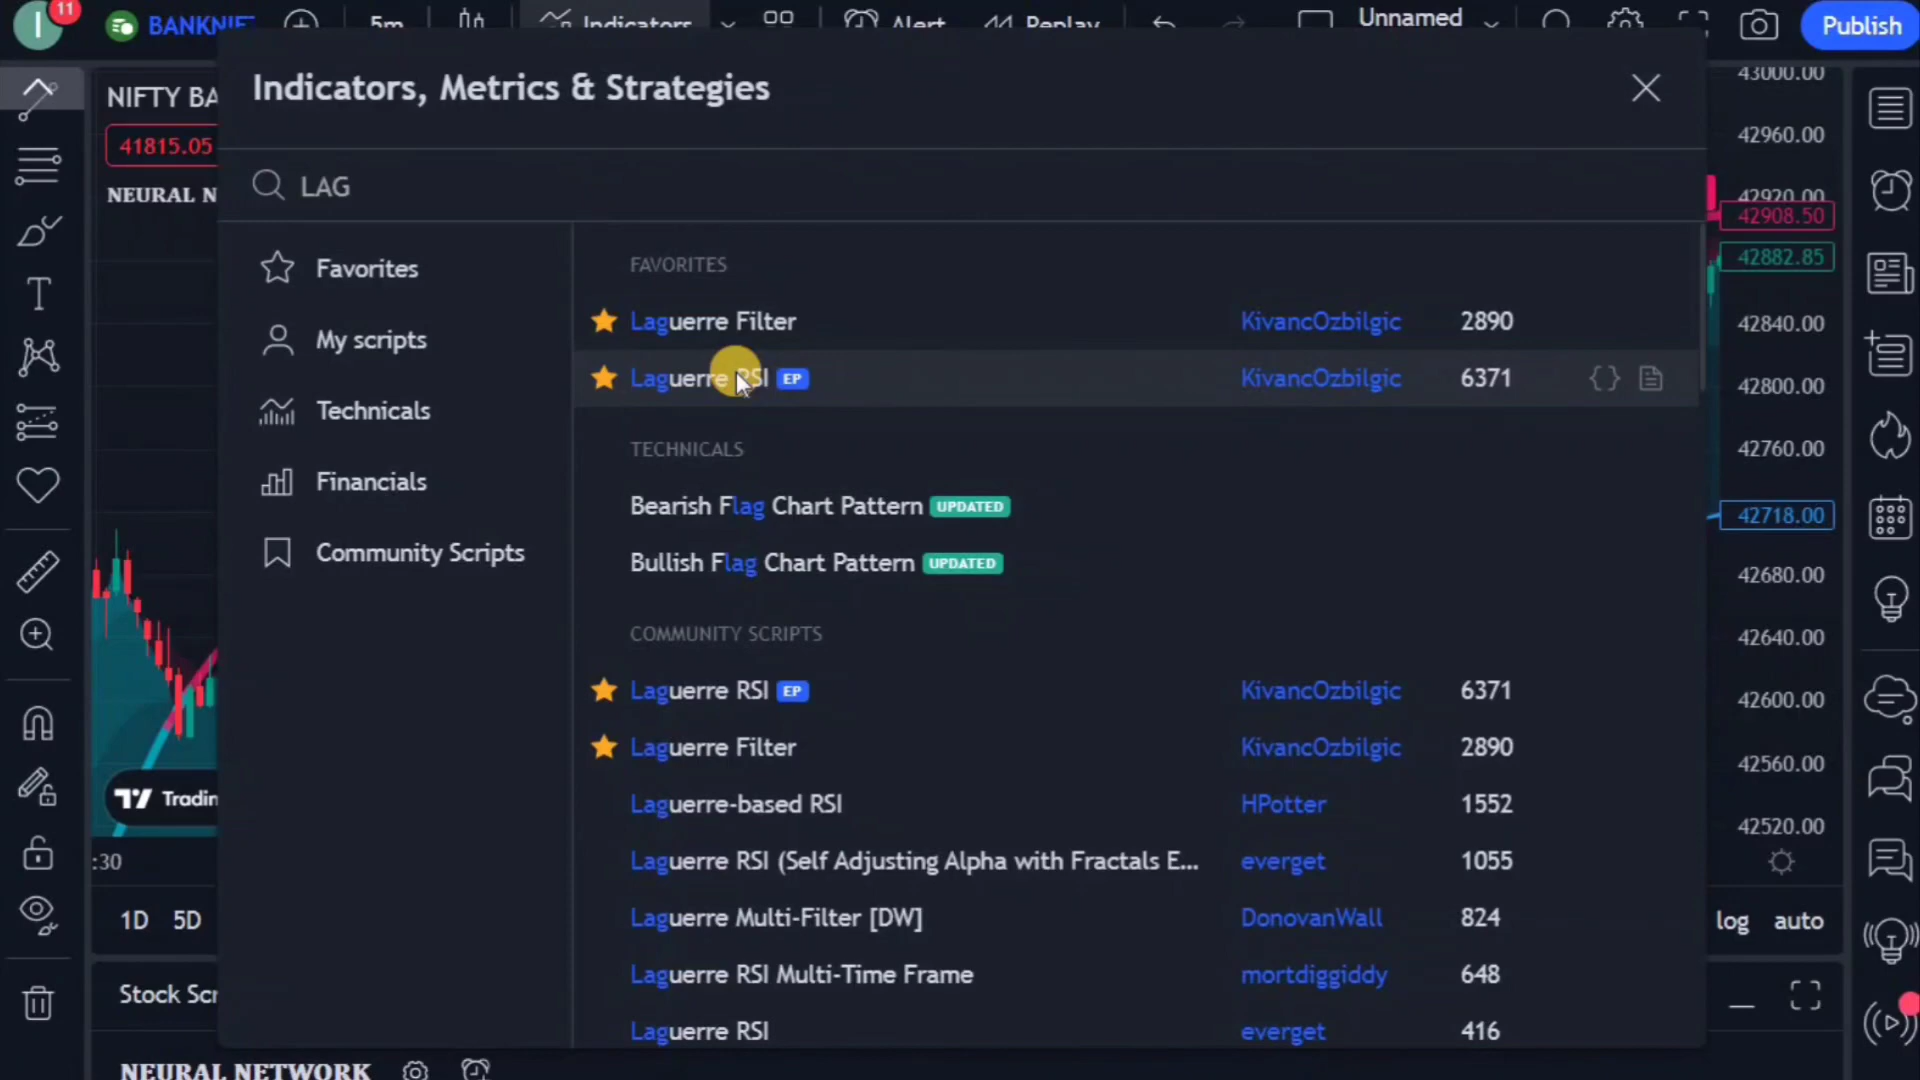 I 11 BANKNIF 5m Indicators Alert Replay Unnamed Publish
Indicators, Metrics & Strategies
NIFTY BA
41815.05
NEURAL N
LAG
Favorites
My scripts
Technicals
Financials
Community Scripts
FAVORITES
Laguerre Filter KivancOzbilgic 2890
Laguerre RSI EP KivancOzbilgic 6371
TECHNICALS
Bearish Flag Chart Pattern UPDATED
Bullish Flag Chart Pattern UPDATED
COMMUNITY SCRIPTS
Laguerre RSI EP KivancOzbilgic 6371
Laguerre Filter KivancOzbilgic 2890
Laguerre-based RSI HPotter 1552
Laguerre RSI (Self Adjusting Alpha with Fractals E... everget 1055
Laguerre Multi-Filter [DW] DonovanWall 824
Laguerre RSI Multi-Time Frame mortdiggiddy 648
Laguerre RSI everget 416
43000.00
42960.00
42920.00
42908.50
42882.85
42840.00
42800.00
42760.00
42718.00
42680.00
42640.00
42600.00
42560.00
42520.00
Tradin
:30
1D 5D
log auto
Stock Scr
NEURAL NETWORK